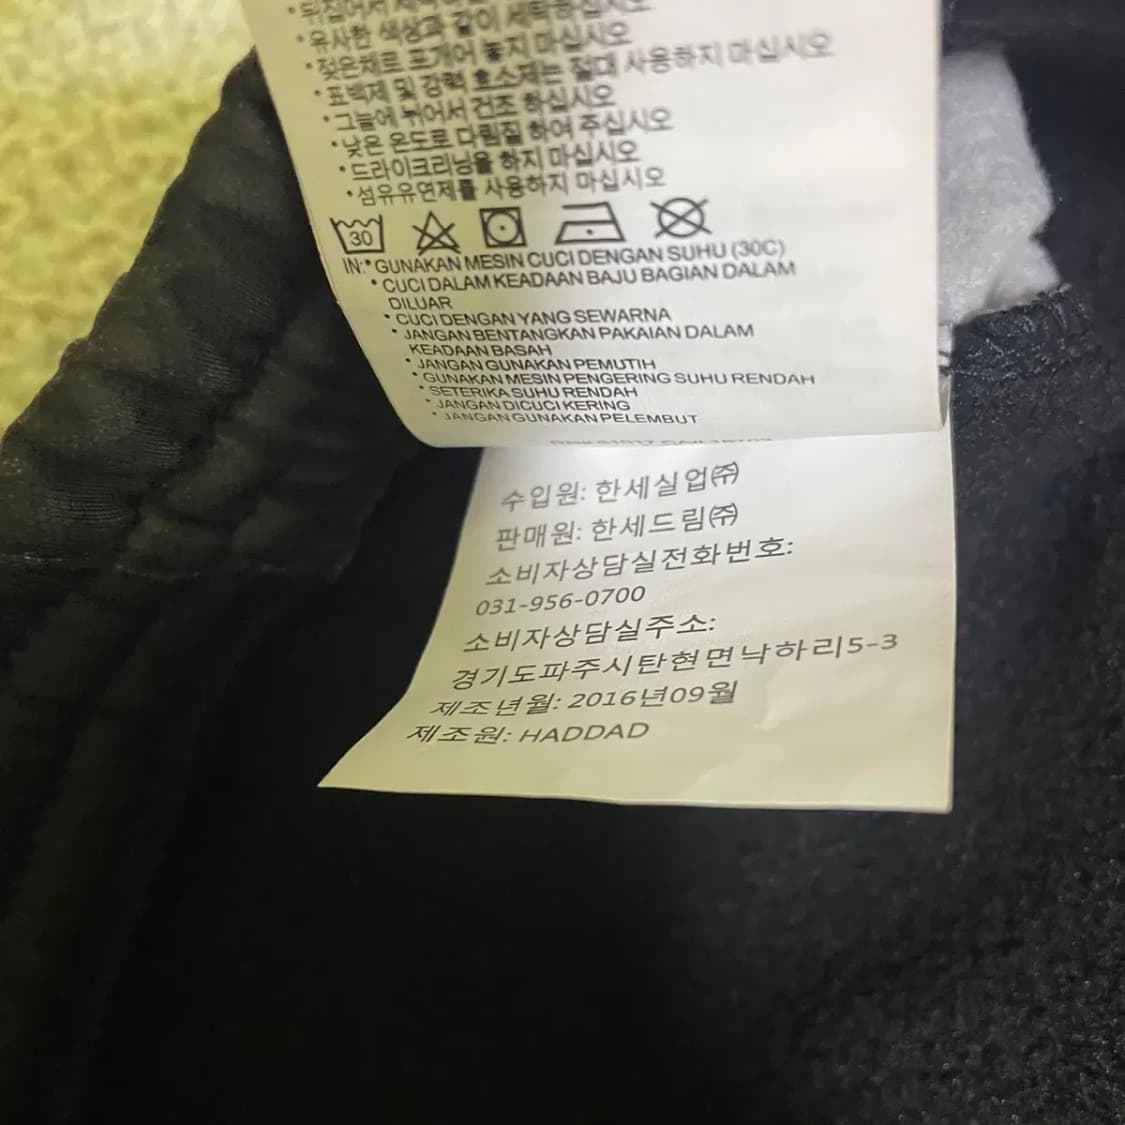 •뒤집어서
•유사한 색상과 같이 세탁하십시오
•젖은채로 포개어 놓지 마십시오
•표백제 및 강력 효소제는 절대 사용하지 마십시오
•그늘에 뉘어서 건조 하십시오
•낮은 온도로 다림질 하여 주십시오
•드라이크리닝을 하지 마십시오
•섬유유연제를 사용하지 마십시오
30
IN:•GUNAKAN MESIN CUCI DENGAN SUHU (30C)
•CUCI DALAM KEADAAN BAJU BAGIAN DALAM
DILUAR
•CUCI DENGAN YANG SEWARNA
•JANGAN BENTANGKAN PAKAIAN DALAM
KEADAAN BASAH
•JANGAN GUNAKAN PEMUTIH
•GUNAKAN MESIN PENGERING SUHU RENDAH
•SETERIKA SUHU RENDAH
•JANGAN DICUCI KERING
•JANGAN GUNAKAN PELEMBUT
수입원: 한세실업㈜
판매원: 한세드림㈜
소비자상담실전화번호:
031-956-0700
소비자상담실주소:
경기도파주시탄현면낙하리5-3
제조년월: 2016년09월
제조원: HADDAD